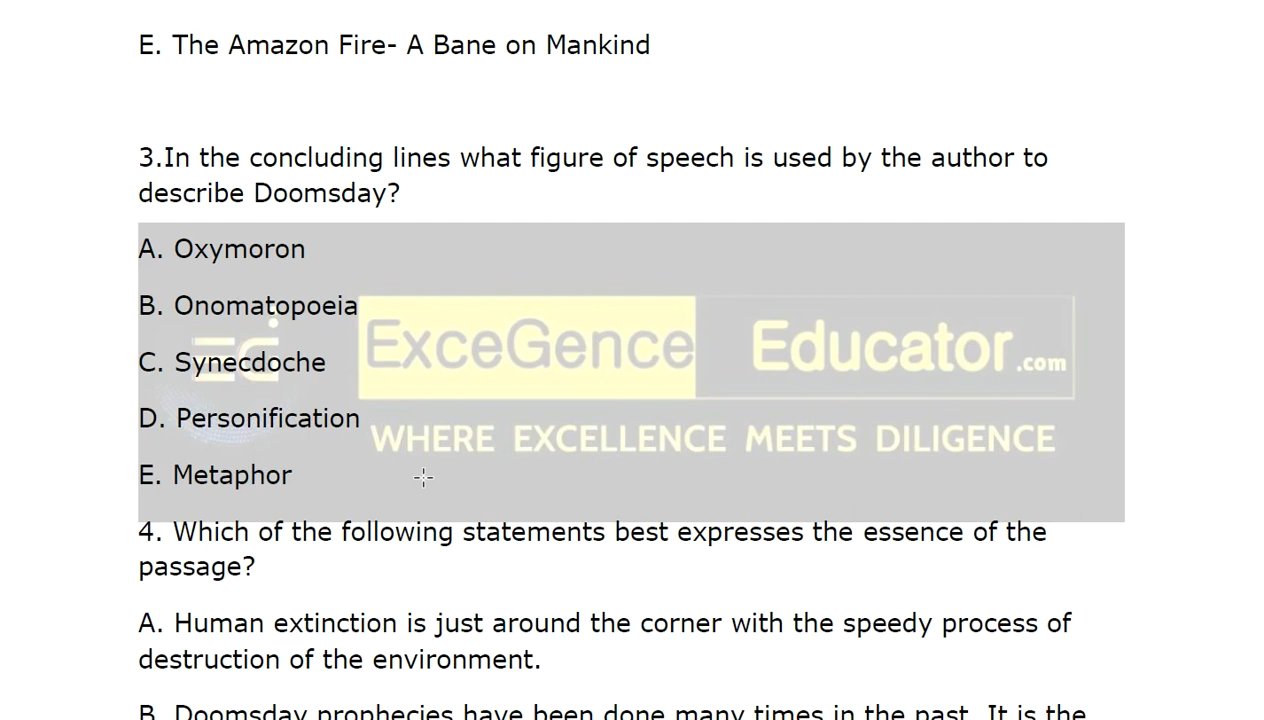 E. The Amazon Fire- A Bane on Mankind
3.In the concluding lines what figure of speech is used by the author to
describe Doomsday?
A. Oxymoron
B. Onomatopoeia
C. Synecdoche
D. Personification
E. Metaphor
ExceGence Educator.com
WHERE EXCELLENCE MEETS DILIGENCE
4. Which of the following statements best expresses the essence of the
passage?
A. Human extinction is just around the corner with the speedy process of
destruction of the environment.
B. Doomsday prophecies have been done many times in the past. It is the